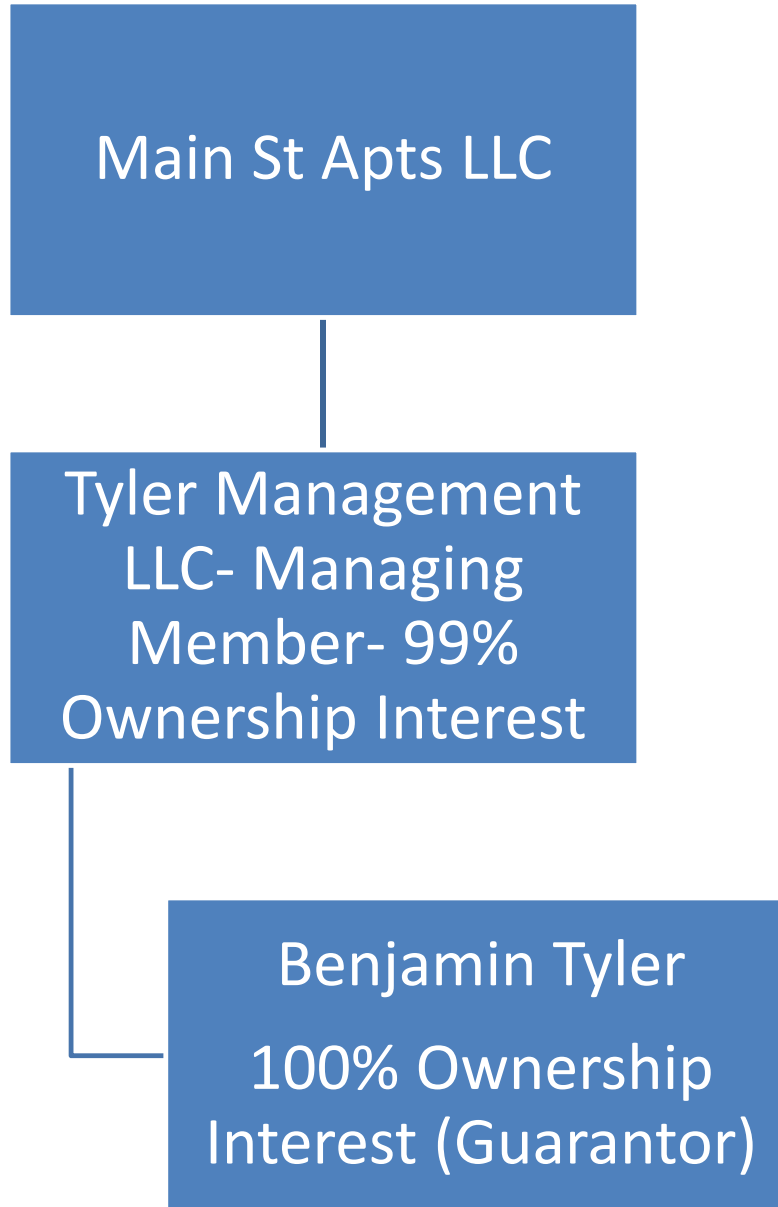 Main St Apts LLC
Tyler Management
LLC- Managing
Member- 99%
Ownership Interest
Benjamin Tyler
100% Ownership
Interest (Guarantor)